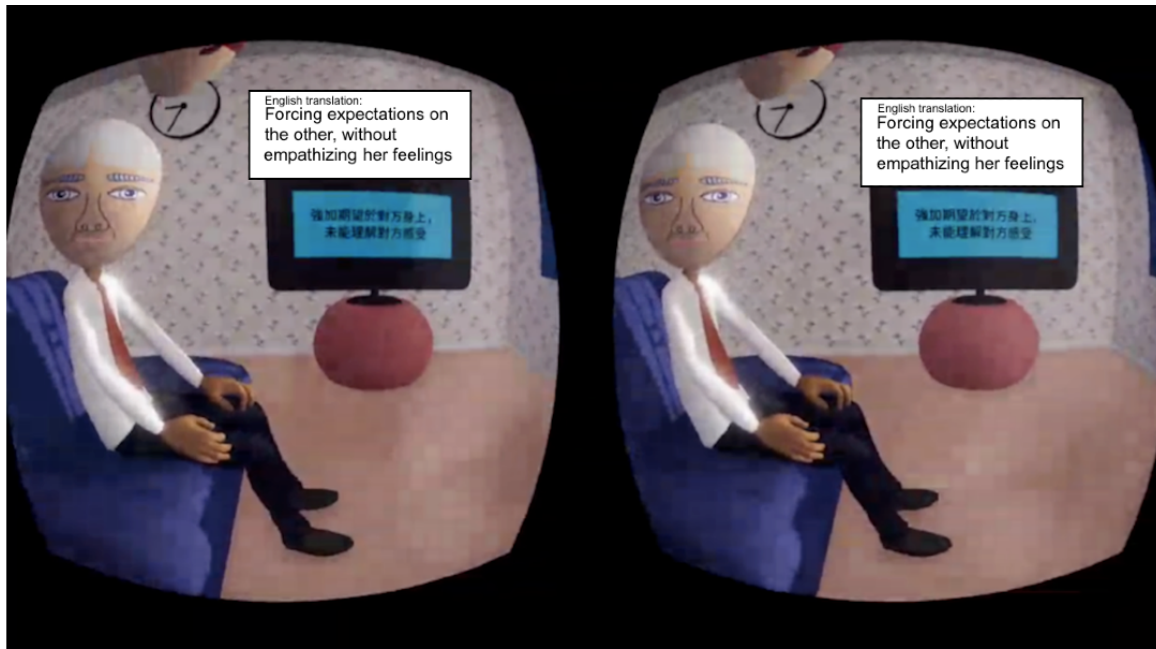 English translation:
Forcing expectations on
the other, without
empathizing her feelings
強加期望於對方身上，
未能理解對方感受
English translation:
Forcing expectations on
the other, without
empathizing her feelings
強加期望於對方身上，
未能理解對方感受